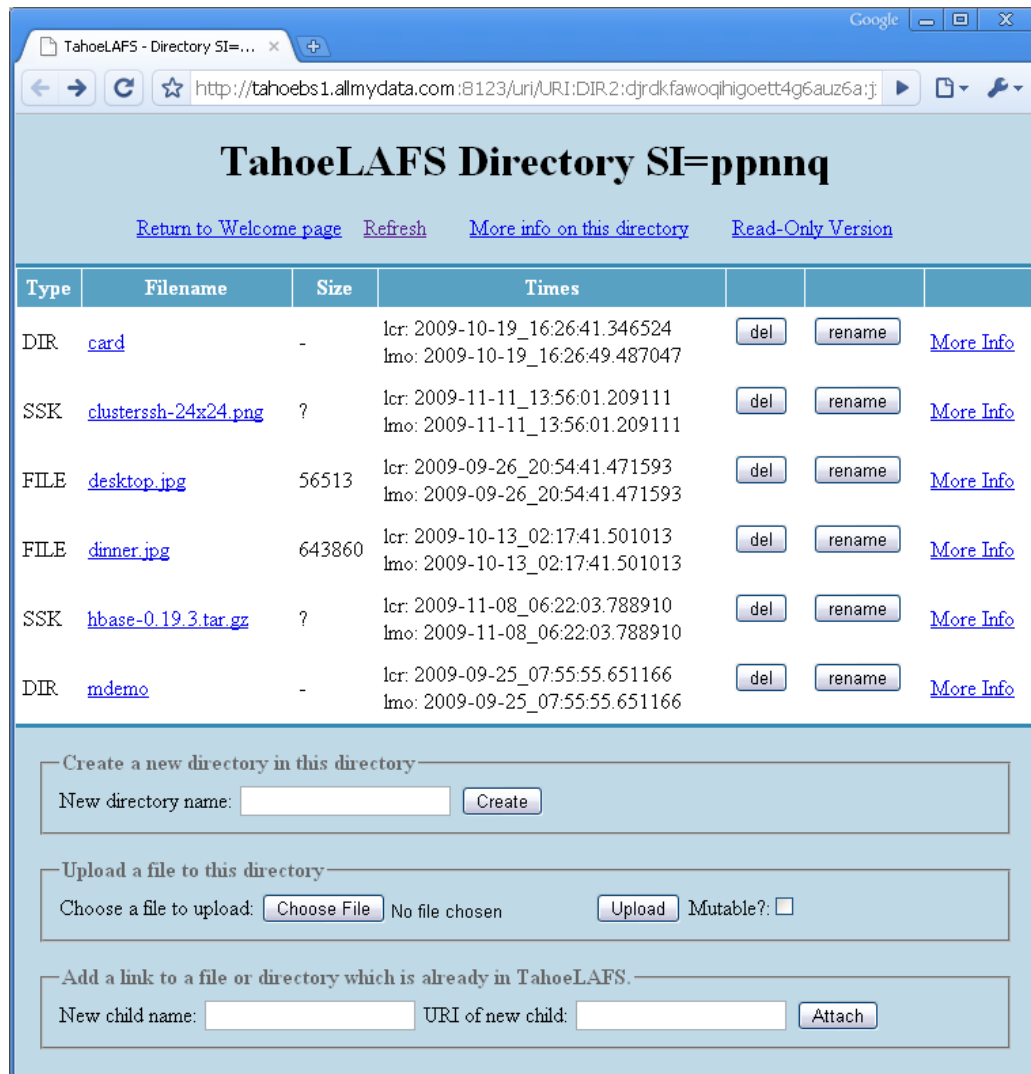 Google
TahoeLAFS - Directory SI=...
http://tahoebs1.allmydata.com:8123/uri/URI:DIR2:djrdkfawoqihigoett4g6auz6a:j
TahoeLAFS Directory SI=ppnnq
Return to Welcome page Refresh More info on this directory Read-Only Version
Type Filename Size Times
DIR card - lcr: 2009-10-19_16:26:41.346524 del rename More Info
lmo: 2009-10-19_16:26:49.487047
SSK clusterssh-24x24.png ? lcr: 2009-11-11_13:56:01.209111 del rename More Info
lmo: 2009-11-11_13:56:01.209111
FILE desktop.jpg 56513 lcr: 2009-09-26_20:54:41.471593 del rename More Info
lmo: 2009-09-26_20:54:41.471593
FILE dinner.jpg 643860 lcr: 2009-10-13_02:17:41.501013 del rename More Info
lmo: 2009-10-13_02:17:41.501013
SSK hbase-0.19.3.tar.gz ? lcr: 2009-11-08_06:22:03.788910 del rename More Info
lmo: 2009-11-08_06:22:03.788910
DIR mdemo - lcr: 2009-09-25_07:55:55.651166 del rename More Info
lmo: 2009-09-25_07:55:55.651166
Create a new directory in this directory
New directory name: Create
Upload a file to this directory
Choose a file to upload: Choose File No file chosen Upload Mutable?:
Add a link to a file or directory which is already in TahoeLAFS.
New child name: URI of new child: Attach